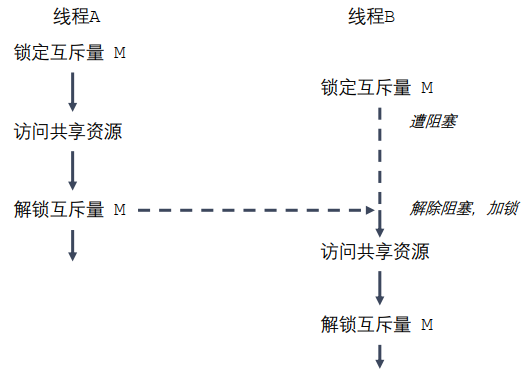 线程A
锁定互斥量 M
访问共享资源
解锁互斥量 M
线程B
锁定互斥量 M
遭阻塞
解除阻塞，加锁
访问共享资源
解锁互斥量 M